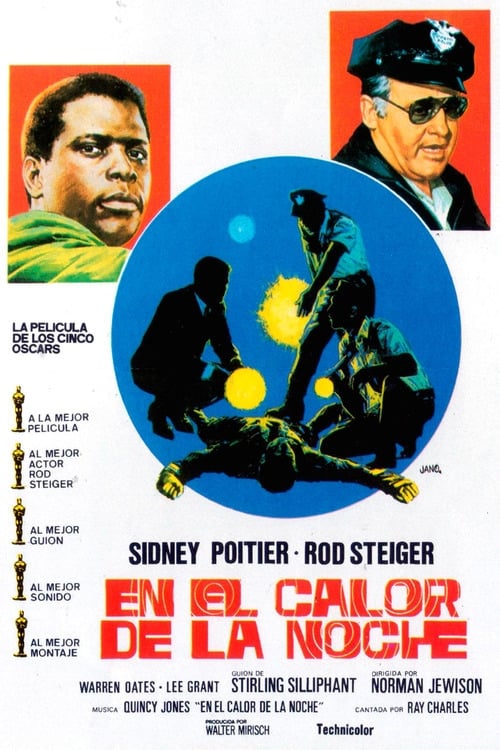 LA PELICULA
DE LOS CINCO
OSCARS
A LA MEJOR
PELICULA
AL MEJOR
ACTOR
ROD
STEIGER
AL MEJOR
GUION
AL MEJOR
SONIDO
AL MEJOR
MONTAJE
JANO.
SIDNEY POITIER · ROD STEIGER
EN EL CALOR
DE LA NOCHE
WARREN OATES - LEE GRANT
GUION DE
STIRLING SILLIPHANT
DIRIGIDA POR
NORMAN JEWISON
MUSICA QUINCY JONES "EN EL CALOR DE LA NOCHE" CANTADA POR RAY CHARLES
PRODUCIDA POR
WALTER MIRISCH
Technicolor